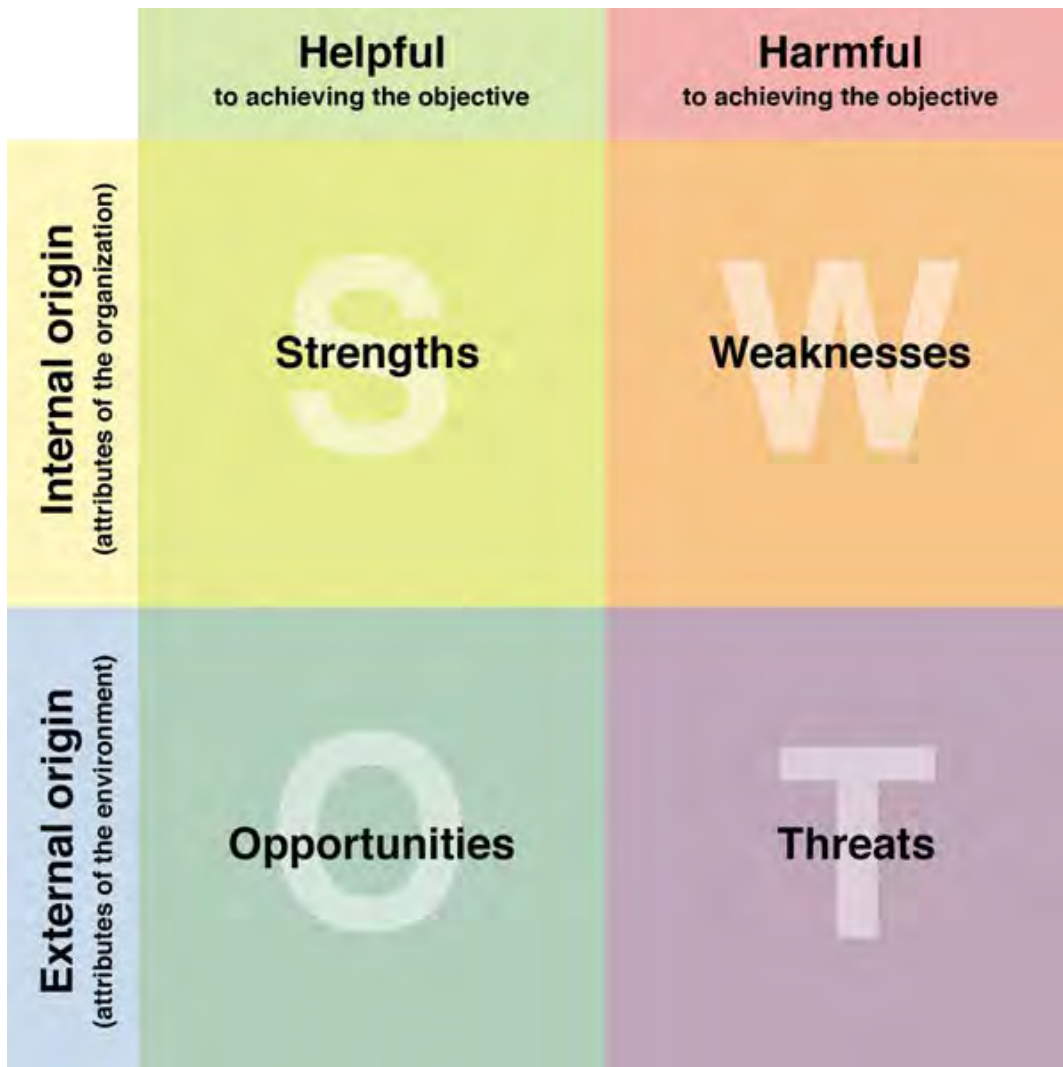 Helpful
to achieving the objective
Harmful
to achieving the objective
Internal origin
(attributes of the organization)
S
Strengths
W
Weaknesses
External origin
(attributes of the environment)
O
Opportunities
T
Threats